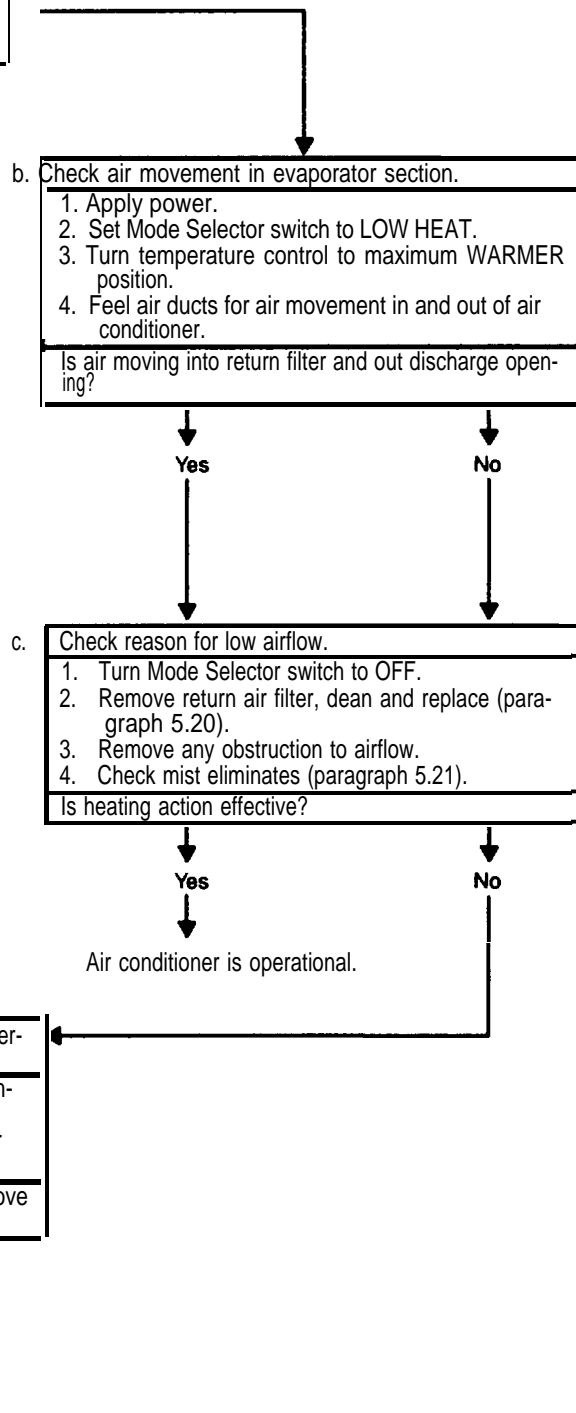 b. Check air movement in evaporator section.
1. Apply power.
2. Set Mode Selector switch to LOW HEAT.
3. Turn temperature control to maximum WARMER
position.
4. Feel air ducts for air movement in and out of air
conditioner.
Is air moving into return filter and out discharge open-
ing?
Yes No
c. Check reason for low airflow.
1. Turn Mode Selector switch to OFF.
2. Remove return air filter, dean and replace (para-
graph 5.20).
3. Remove any obstruction to airflow.
4. Check mist eliminates (paragraph 5.21).
Is heating action effective?
Yes No
Air conditioner is operational.
er-
n-
.
ove